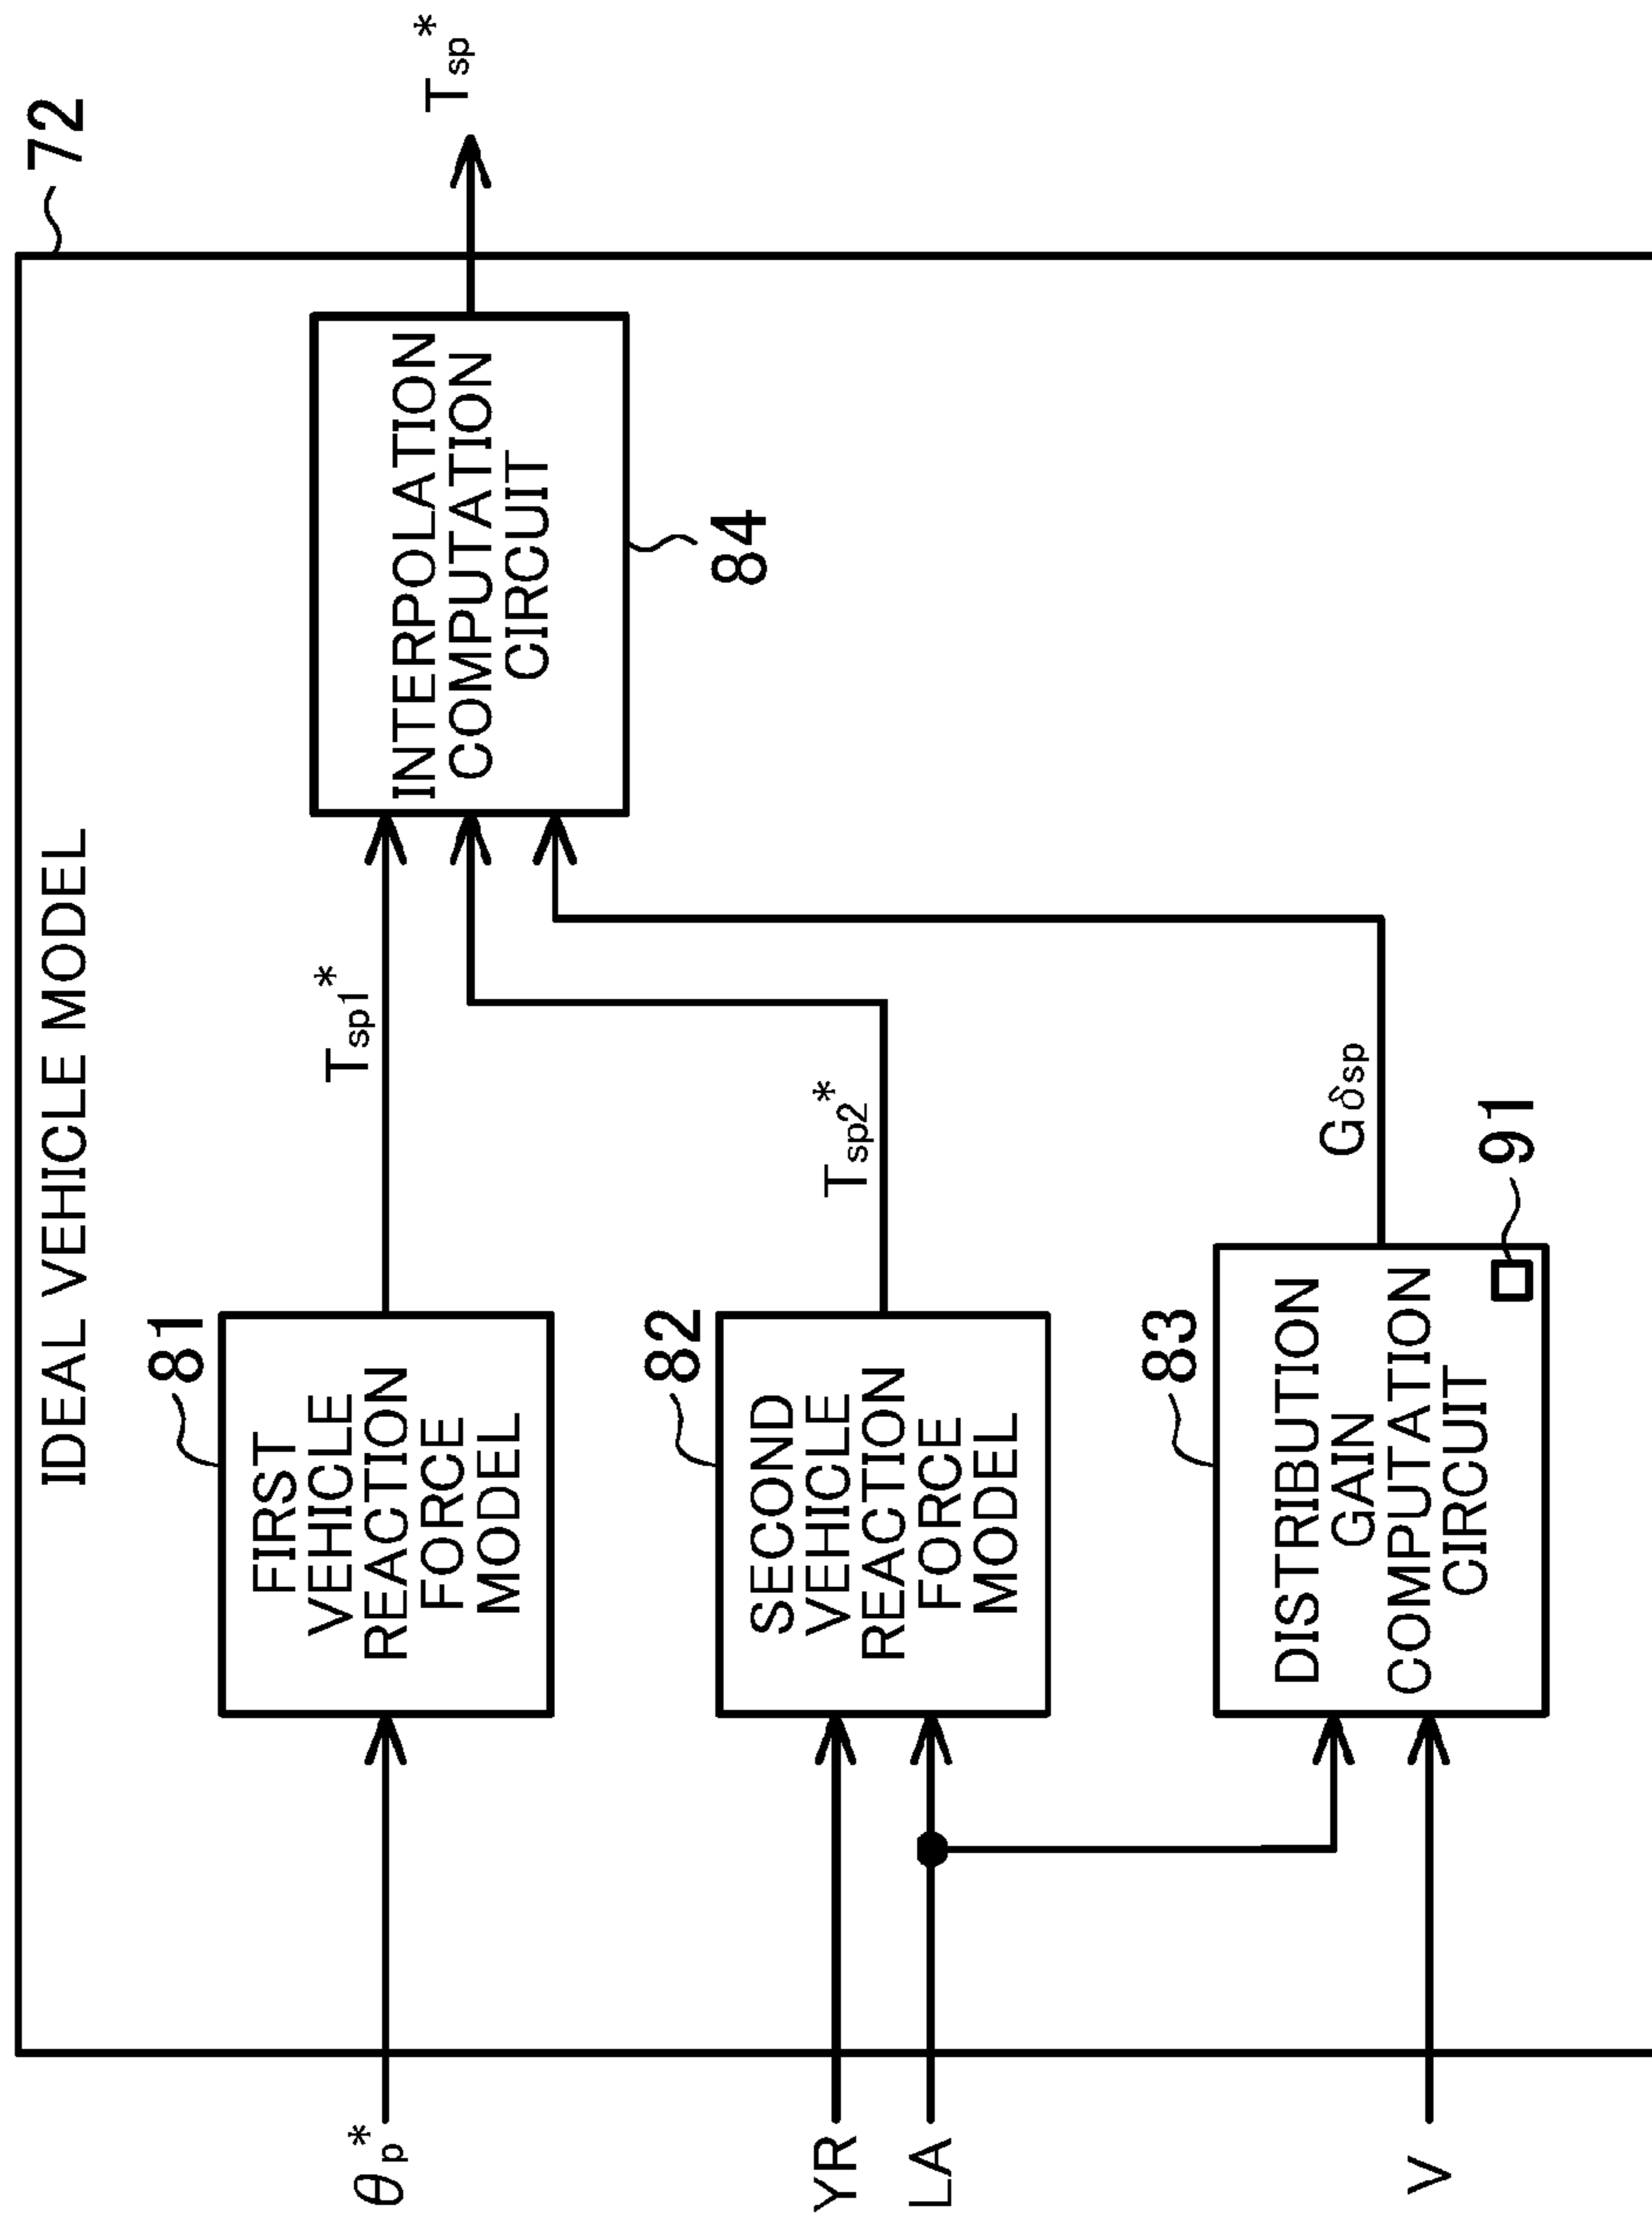 IDEAL VEHICLE MODEL
72
θp*
81
FIRST
VEHICLE
REACTION
FORCE
MODEL
Tsp1*
INTERPOLATION
COMPUTATION
CIRCUIT
84
Tsp*
YR
LA
82
SECOND
VEHICLE
REACTION
FORCE
MODEL
Tsp2*
V
83
DISTRIBUTION
GAIN
COMPUTATION
CIRCUIT
Gδsp
91